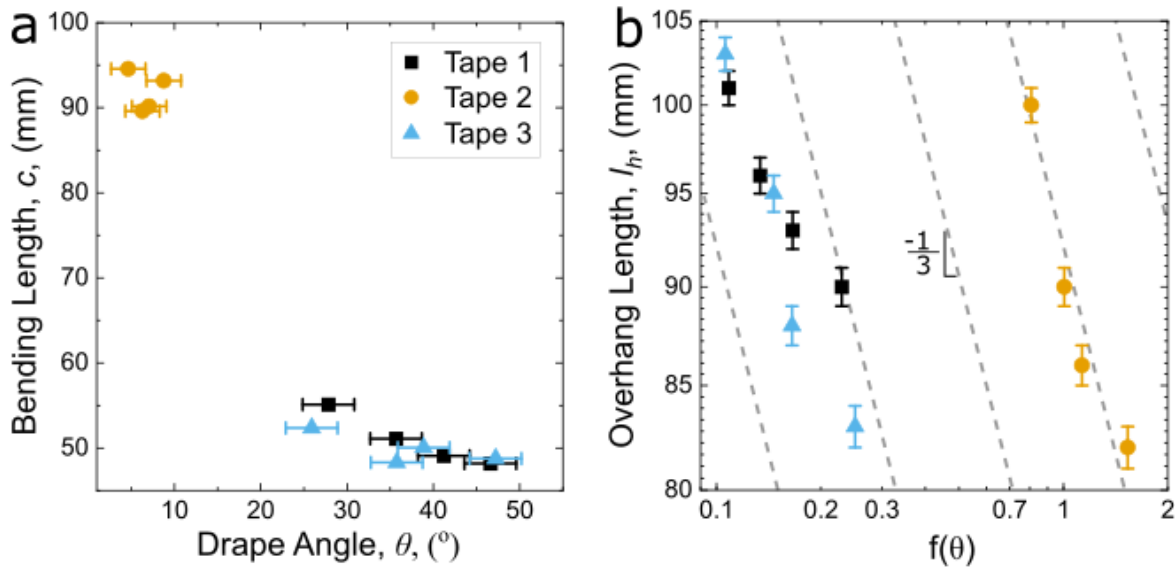 a
Bending Length, c, (mm)
100
90
80
70
60
50
Tape 1
Tape 2
Tape 3
10 20 30 40 50
Drape Angle, θ, (º)
b
Overhang Length, lₕ, (mm)
105
100
95
90
85
80
-1
3
0.1 0.2 0.3 0.7 1 2
f(θ)